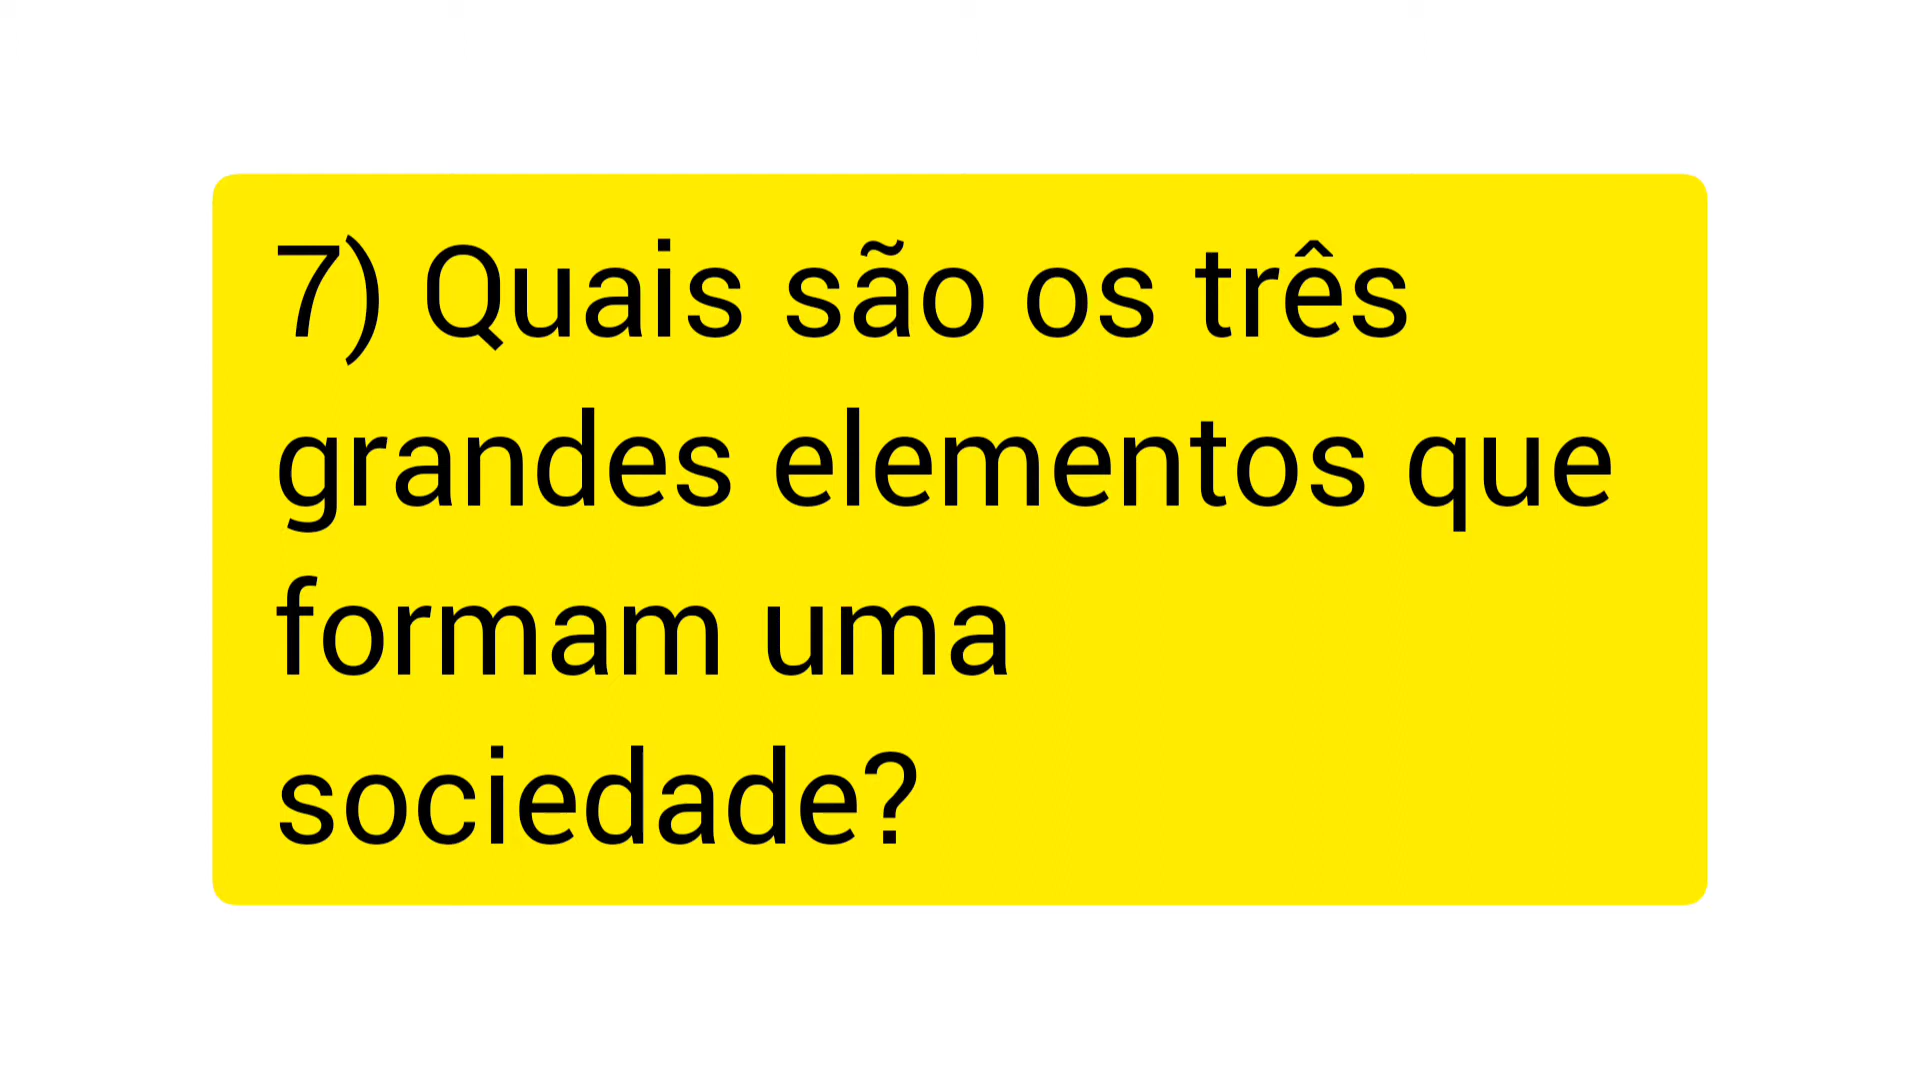 7) Quais são os três
grandes elementos que
formam uma
sociedade?